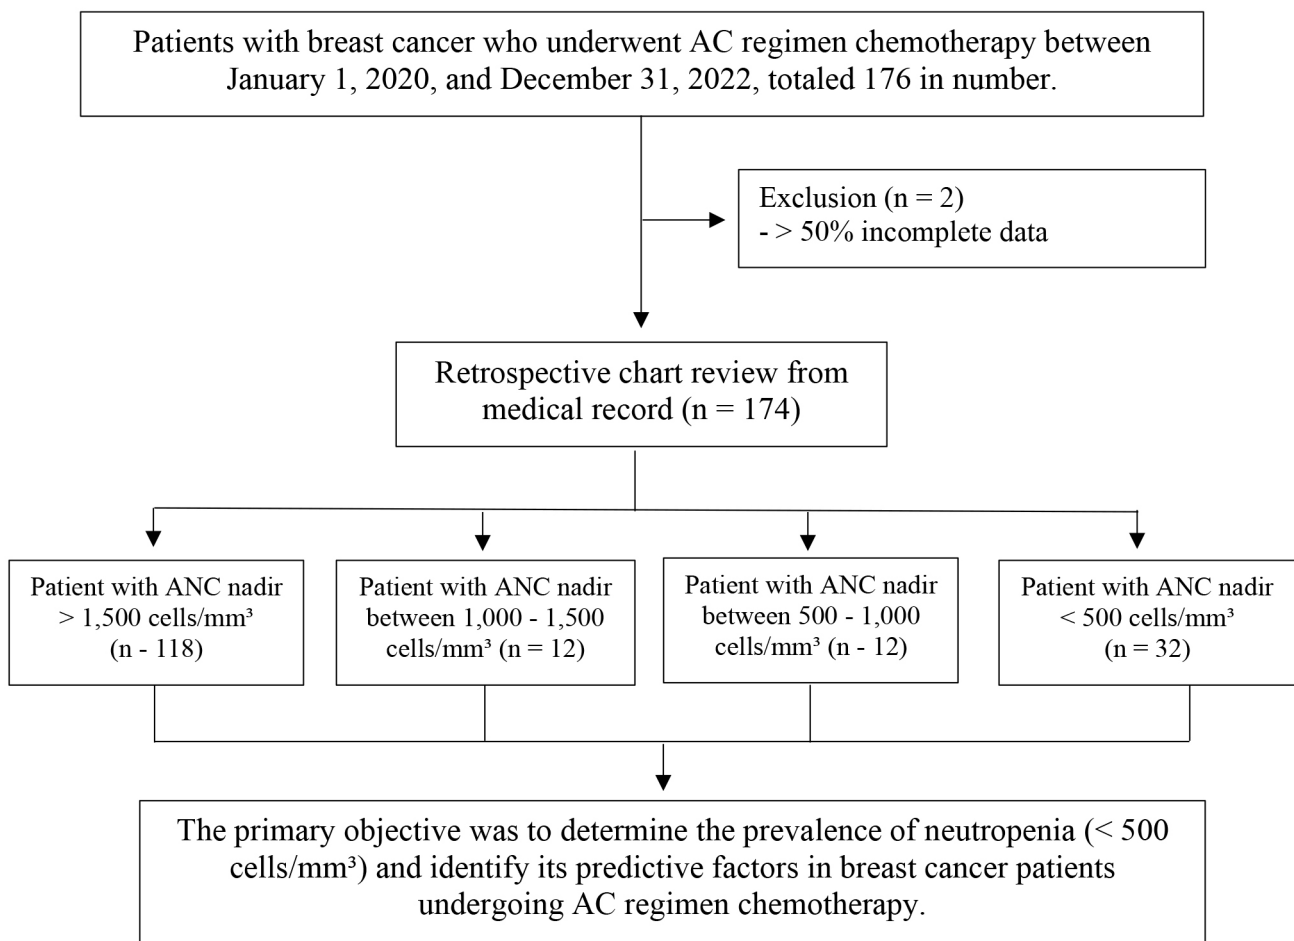 Patients with breast cancer who underwent AC regimen chemotherapy between
January 1, 2020, and December 31, 2022, totaled 176 in number.
Exclusion (n = 2)
- > 50% incomplete data
Retrospective chart review from
medical record (n = 174)
Patient with ANC nadir
> 1,500 cells/mm³
(n - 118)
Patient with ANC nadir
between 1,000 - 1,500
cells/mm³ (n = 12)
Patient with ANC nadir
between 500 - 1,000
cells/mm³ (n - 12)
Patient with ANC nadir
< 500 cells/mm³
(n = 32)
The primary objective was to determine the prevalence of neutropenia (< 500
cells/mm³) and identify its predictive factors in breast cancer patients
undergoing AC regimen chemotherapy.